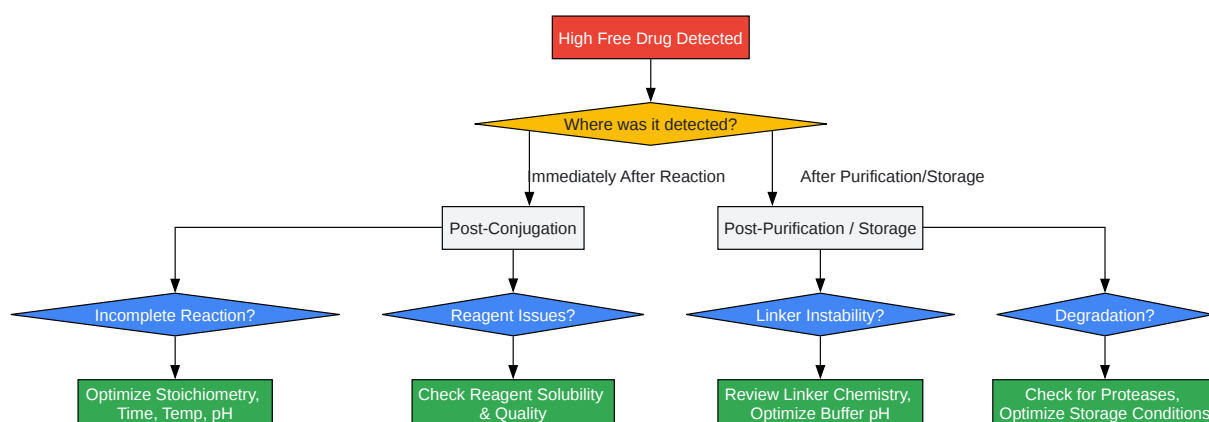 High Free Drug Detected
Where was it detected?
Immediately After Reaction
After Purification/Storage
Post-Conjugation
Post-Purification / Storage
Incomplete Reaction?
Reagent Issues?
Linker Instability?
Degradation?
Optimize Stoichiometry,
Time, Temp, pH
Check Reagent Solubility
& Quality
Review Linker Chemistry,
Optimize Buffer pH
Check for Proteases,
Optimize Storage Conditions